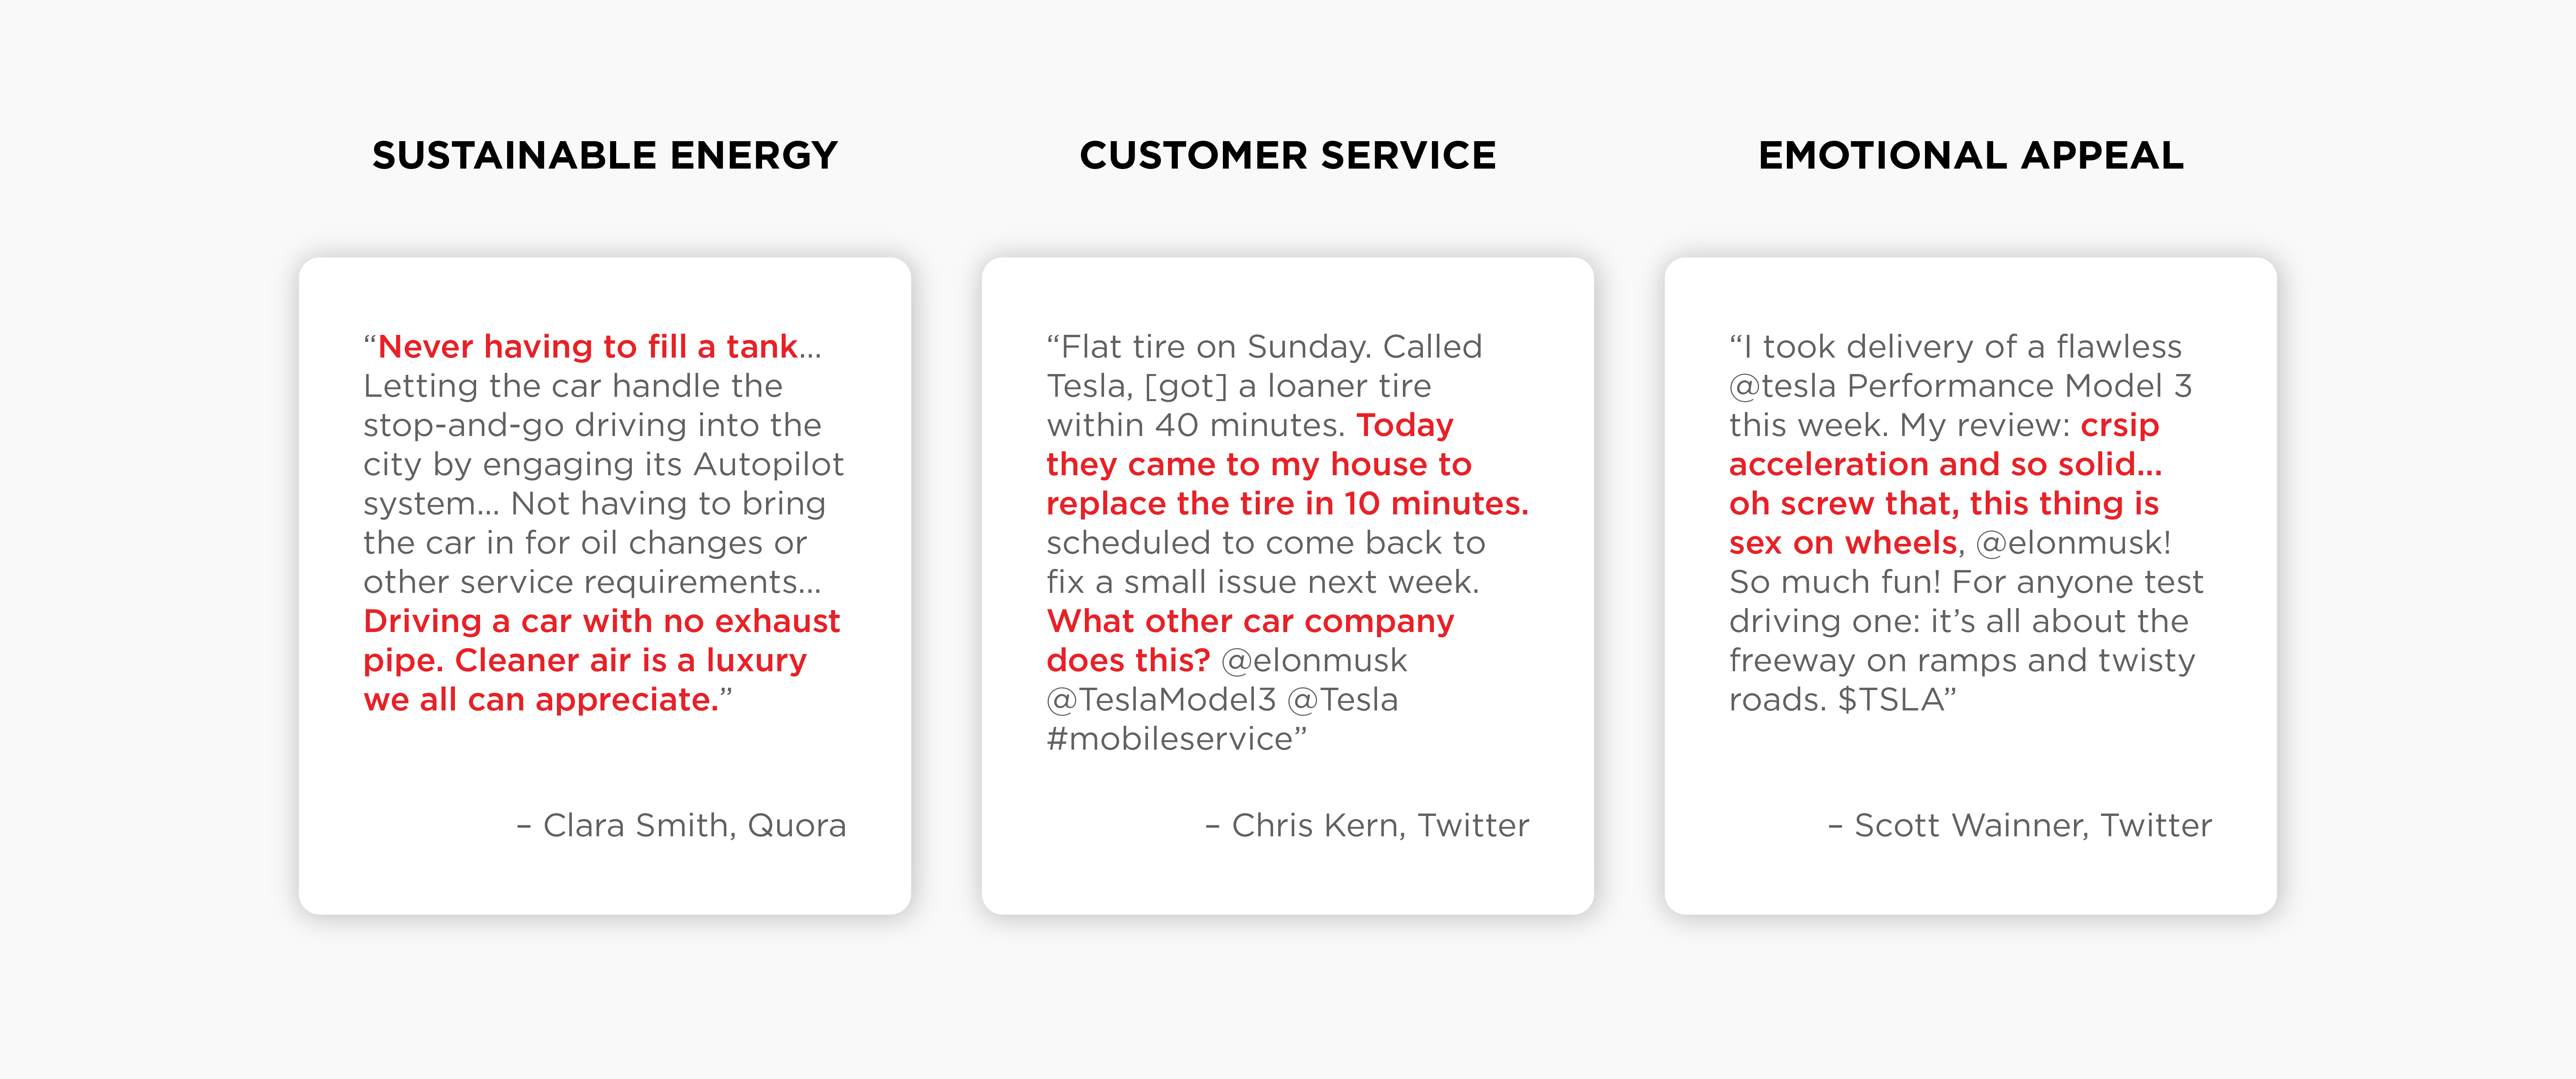 SUSTAINABLE ENERGY
“Never having to fill a tank...
Letting the car handle the
stop-and-go driving into the
city by engaging its Autopilot
system... Not having to bring
the car in for oil changes or
other service requirements...
Driving a car with no exhaust
pipe. Cleaner air is a luxury
we all can appreciate.”
– Clara Smith, Quora
CUSTOMER SERVICE
“Flat tire on Sunday. Called
Tesla, [got] a loaner tire
within 40 minutes. Today
they came to my house to
replace the tire in 10 minutes.
scheduled to come back to
fix a small issue next week.
What other car company
does this? @elonmusk
@TeslaModel3 @Tesla
#mobileservice”
– Chris Kern, Twitter
EMOTIONAL APPEAL
“I took delivery of a flawless
@tesla Performance Model 3
this week. My review: crsip
acceleration and so solid...
oh screw that, this thing is
sex on wheels, @elonmusk!
So much fun! For anyone test
driving one: it’s all about the
freeway on ramps and twisty
roads. $TSLA”
– Scott Wainner, Twitter